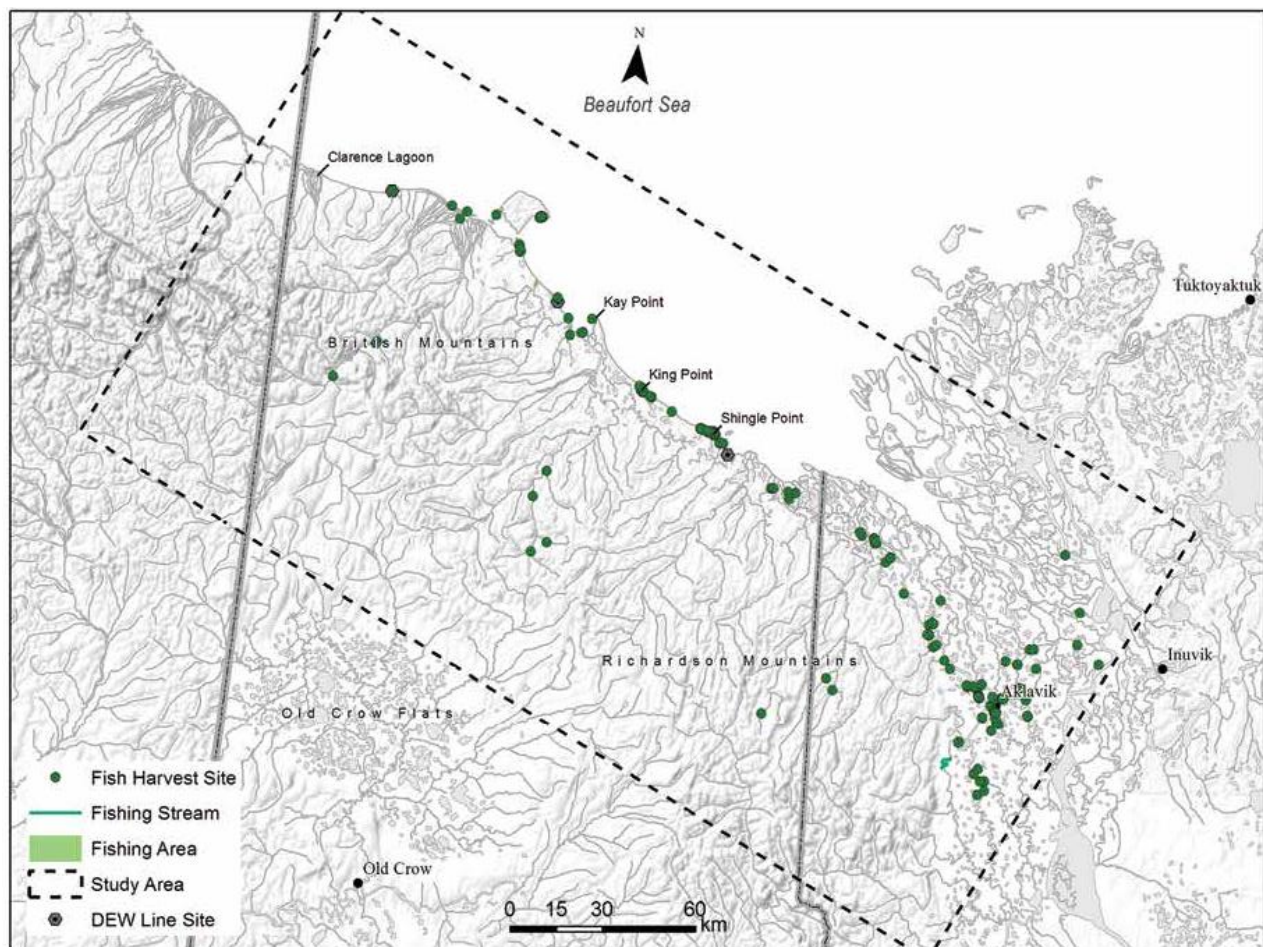 N
Beaufort Sea
Clarence Lagoon
Kay Point
Tuktoyaktuk
British Mountains
King Point
Shingle Point
Richardson Mountains
Inuvik
Aklavik
Old Crow Flats
Fish Harvest Site
Fishing Stream
Fishing Area
Study Area
DEW Line Site
Old Crow
0 15 30 60
km